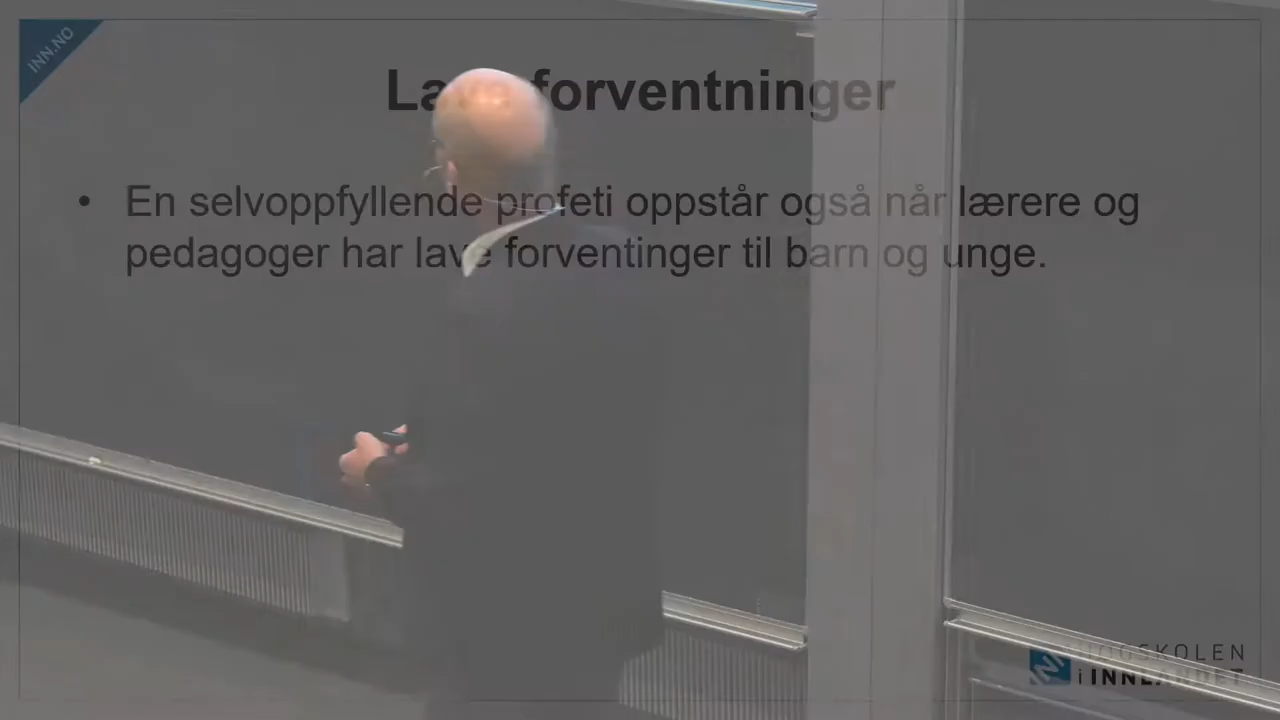 INN.NO
Lave forventninger
• En selvoppfyllende profeti oppstår også når lærere og
pedagoger har lave forventinger til barn og unge.
HØGSKOLEN
i INNLANDET